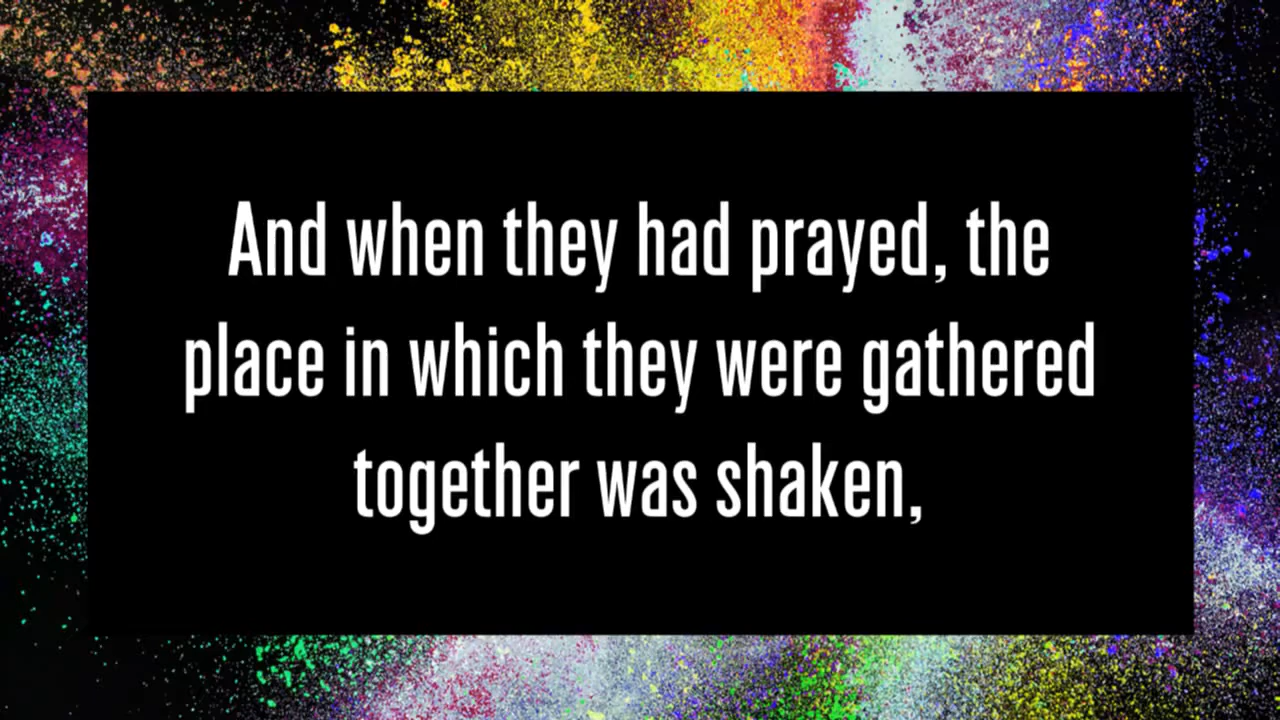 And when they had prayed, the
place in which they were gathered
together was shaken,